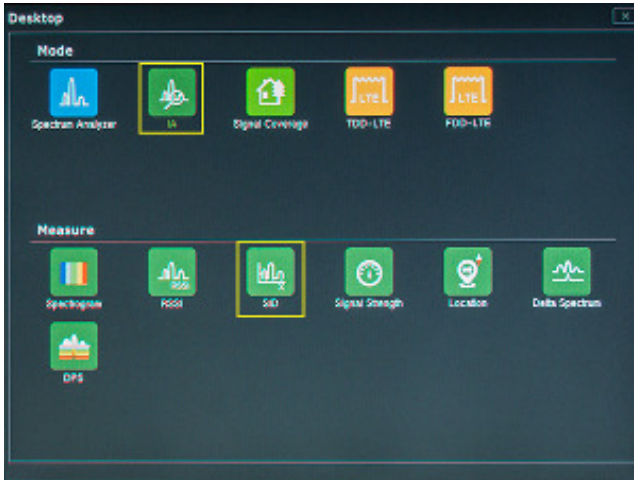 Desktop
Mode
Spectrum Analyzer
IA
Signal Coverage
LTE
TDD-LTE
LTE
FDD-LTE
Measure
Spectrogram
RSSI
RSSI
SID
Signal Strength
Location
Delta Spectrum
DPS